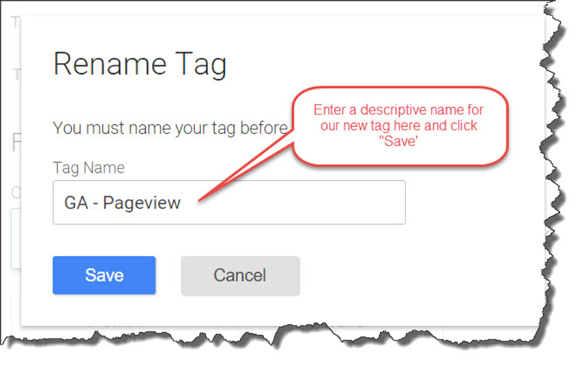 Rename Tag
You must name your tag before
Enter a descriptive name for
our new tag here and click
"Save'
Tag Name
GA - Pageview
Save
Cancel